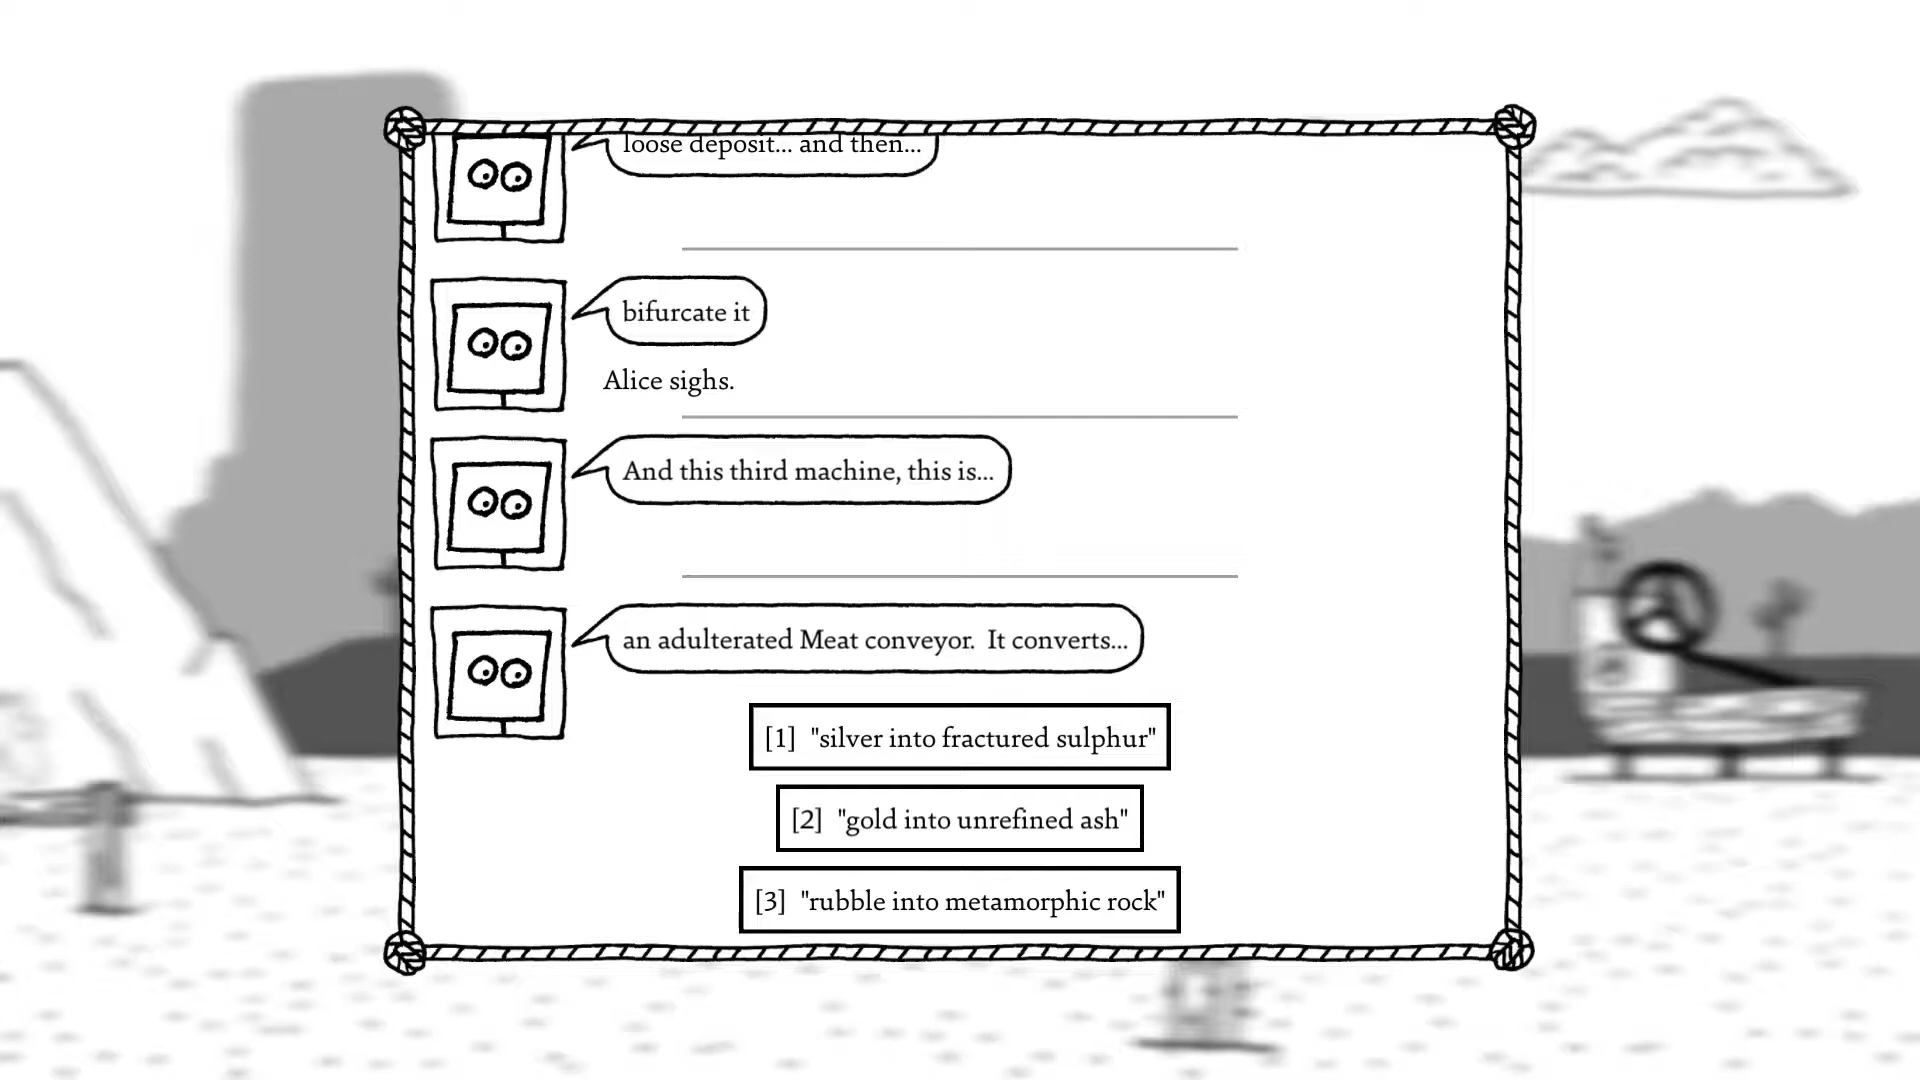 loose deposit... and then...
bifurcate it
Alice sighs.
And this third machine, this is...
an adulterated Meat conveyor.  It converts...
[1]  "silver into fractured sulphur"
[2]  "gold into unrefined ash"
[3]  "rubble into metamorphic rock"